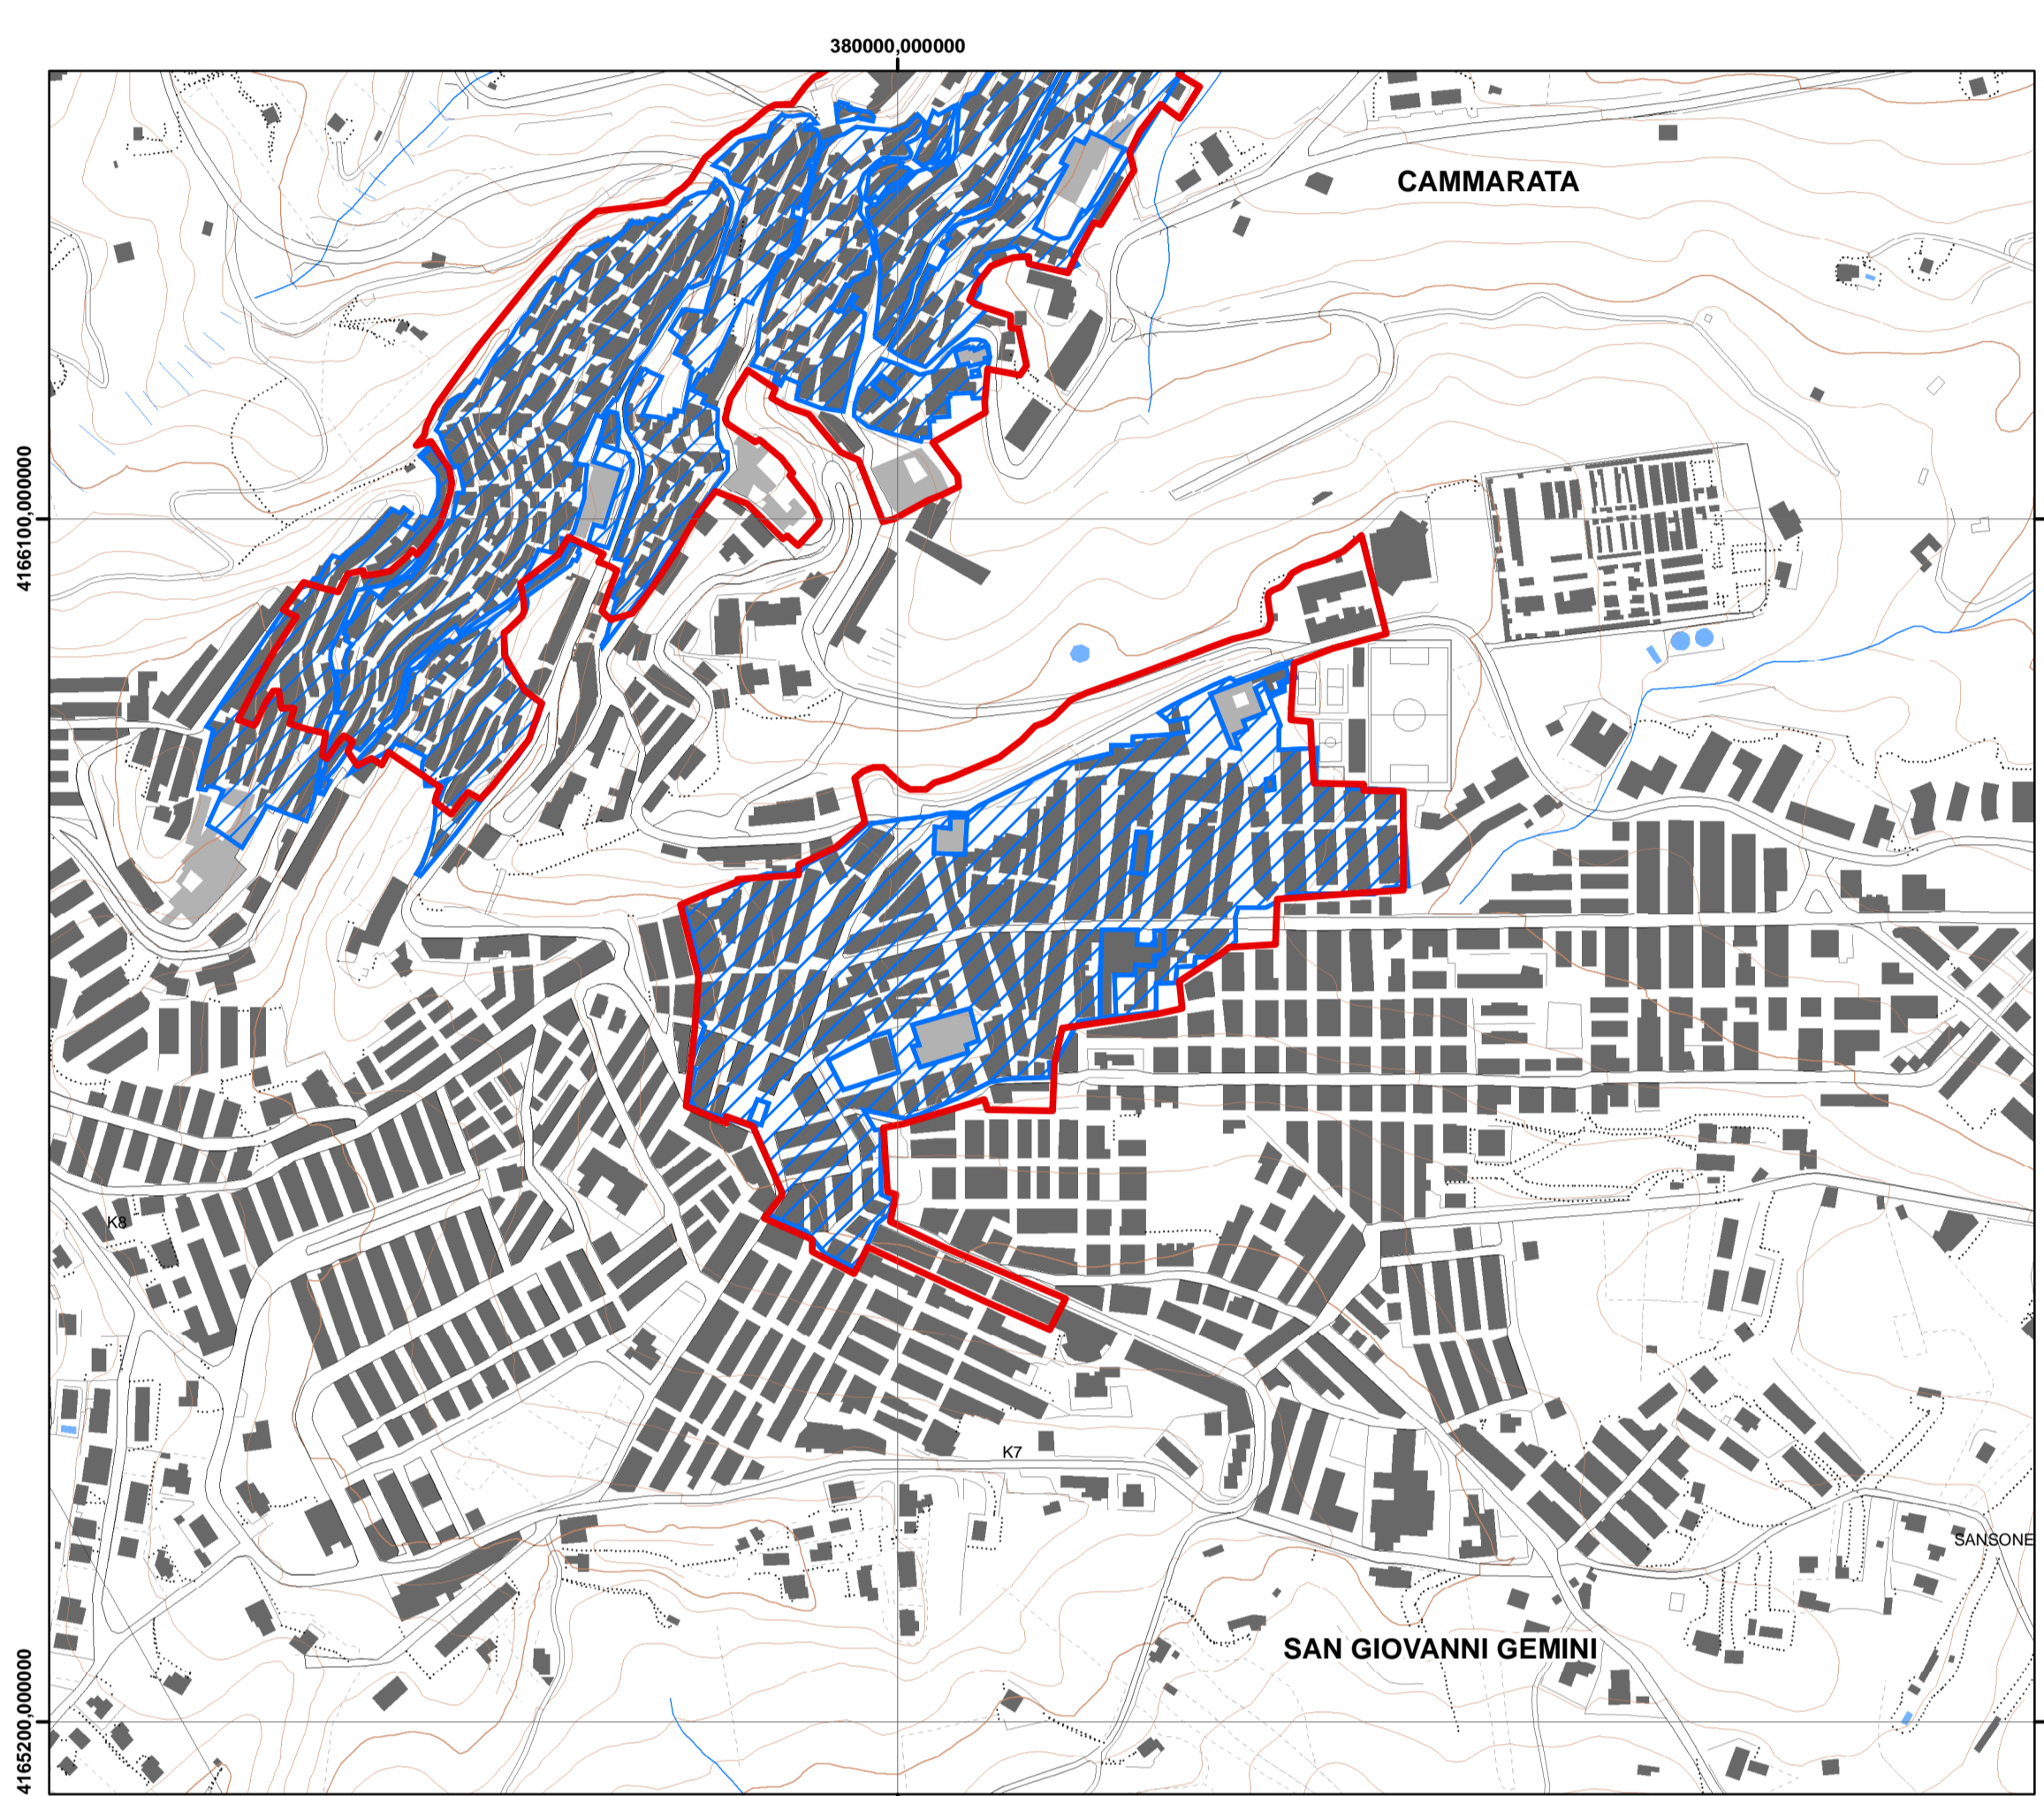 380000,000000
CAMMARATA
4166100,000000
K8
K7
SANSONE
SAN GIOVANNI GEMINI
4165200,000000